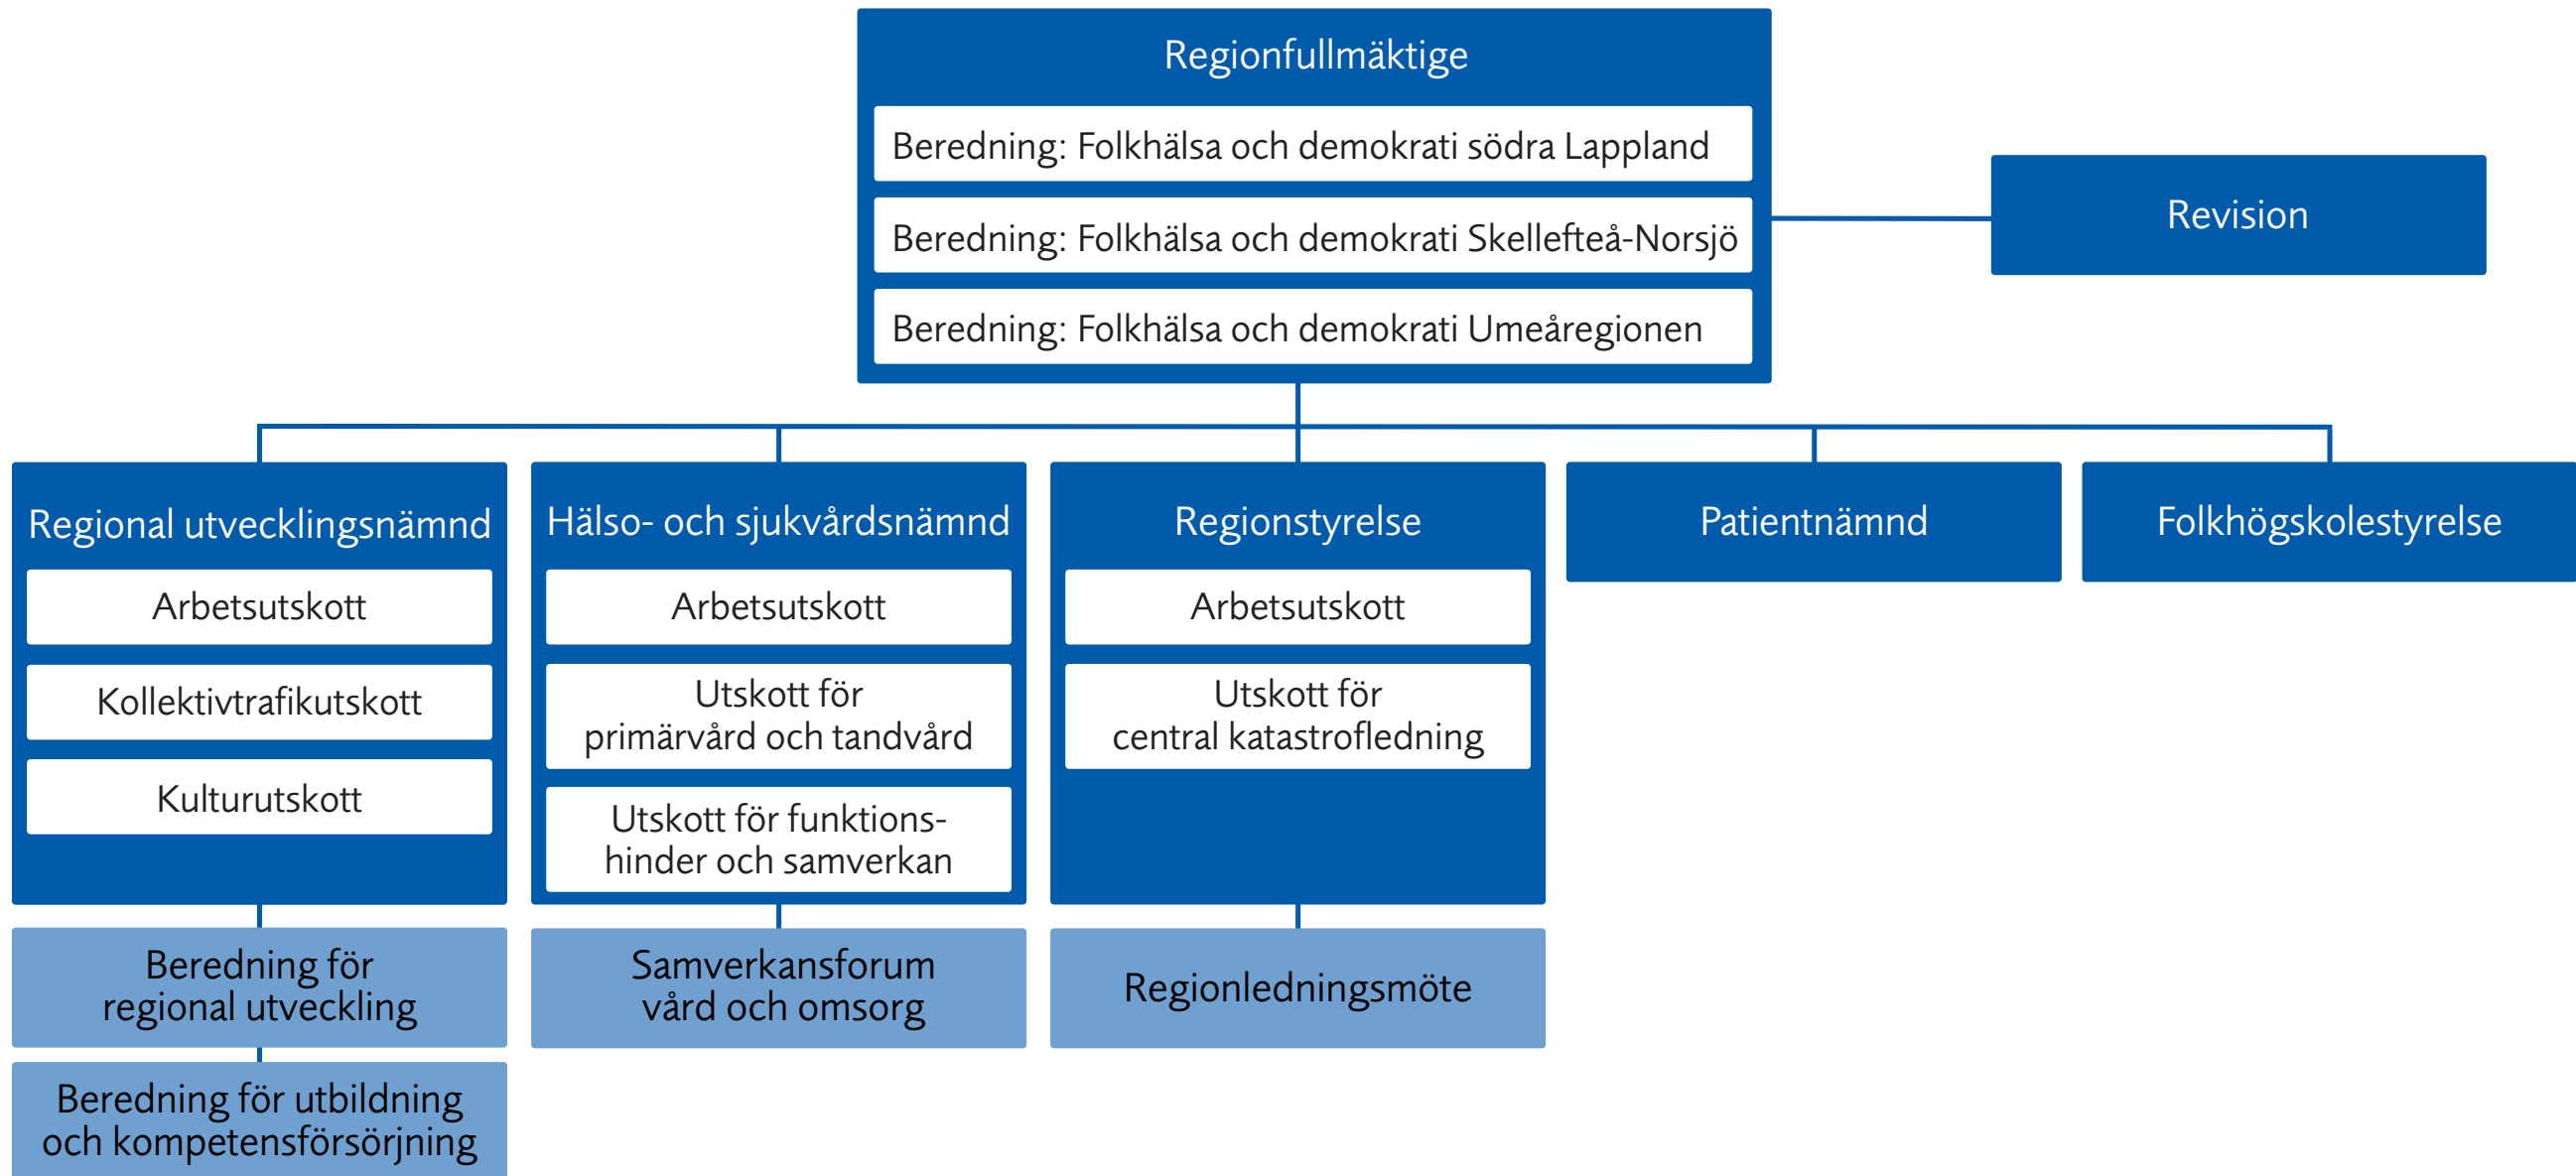 Regionfullmäktige
Beredning: Folkhälsa och demokrati södra Lappland
Beredning: Folkhälsa och demokrati Skellefteå-Norsjö
Beredning: Folkhälsa och demokrati Umeåregionen
Revision
Regional utvecklingsnämnd
Arbetsutskott
Kollektivtrafikutskott
Kulturutskott
Beredning för
regional utveckling
Beredning för utbildning
och kompetensförsörjning
Hälso- och sjukvårdsnämnd
Arbetsutskott
Utskott för
primärvård och tandvård
Utskott för funktions-
hinder och samverkan
Samverkansforum
vård och omsorg
Regionstyrelse
Arbetsutskott
Utskott för
central katastrofledning
Regionledningsmöte
Patientnämnd
Folkhögskolestyrelse